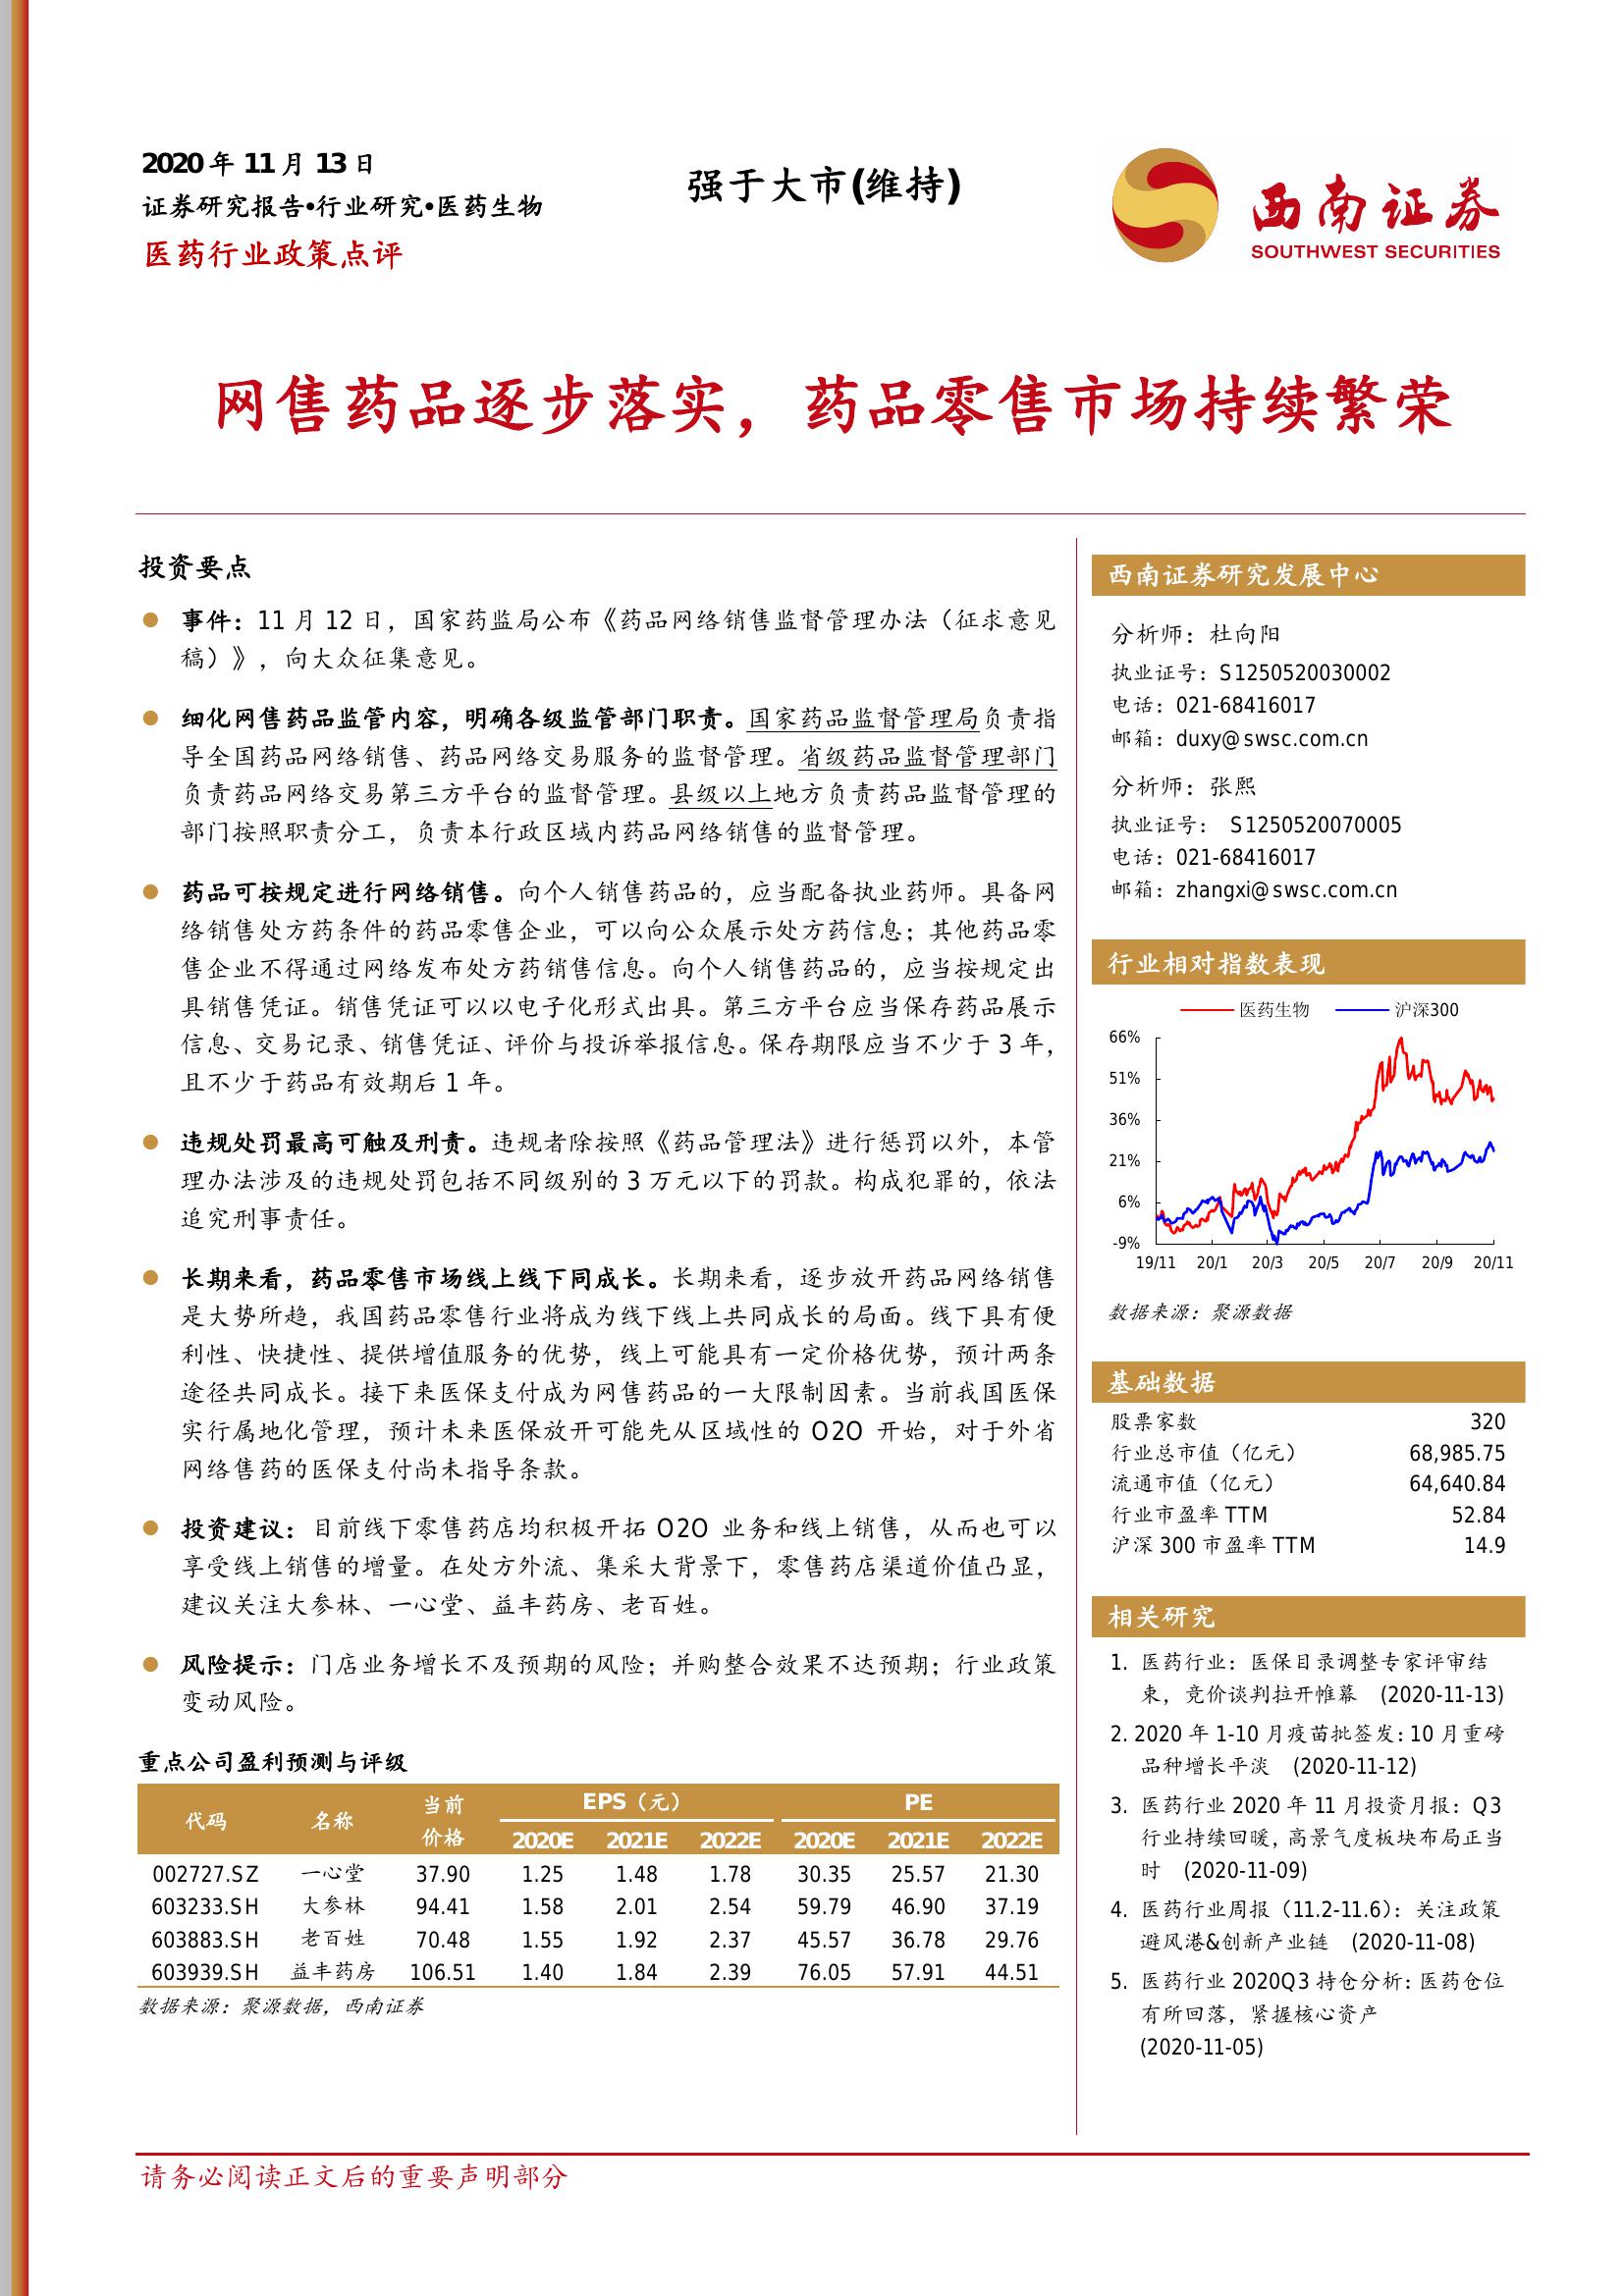 2020 年 11 月 13 日
证券研究报告•行业研究•医药生物
医药行业政策点评
强于大市(维持)
西南证券
SOUTHWEST SECURITIES
网售药品逐步落实，药品零售市场持续繁荣
投资要点
事件：11 月 12 日，国家药监局公布《药品网络销售监督管理办法（征求意见
稿）》，向大众征集意见。
细化网售药品监管内容，明确各级监管部门职责。国家药品监督管理局负责指
导全国药品网络销售、药品网络交易服务的监督管理。省级药品监督管理部门
负责药品网络交易第三方平台的监督管理。县级以上地方负责药品监督管理的
部门按照职责分工，负责本行政区域内药品网络销售的监督管理。
药品可按规定进行网络销售。向个人销售药品的，应当配备执业药师。具备网
络销售处方药条件的药品零售企业，可以向公众展示处方药信息；其他药品零
售企业不得通过网络发布处方药销售信息。向个人销售药品的，应当按规定出
具销售凭证。销售凭证可以以电子化形式出具。第三方平台应当保存药品展示
信息、交易记录、销售凭证、评价与投诉举报信息。保存期限应当不少于 3 年，
且不少于药品有效期后 1 年。
违规处罚最高可触及刑责。违规者除按照《药品管理法》进行惩罚以外，本管
理办法涉及的违规处罚包括不同级别的 3 万元以下的罚款。构成犯罪的，依法
追究刑事责任。
长期来看，药品零售市场线上线下同成长。长期来看，逐步放开药品网络销售
是大势所趋，我国药品零售行业将成为线下线上共同成长的局面。线下具有便
利性、快捷性、提供增值服务的优势，线上可能具有一定价格优势，预计两条
途径共同成长。接下来医保支付成为网售药品的一大限制因素。当前我国医保
实行属地化管理，预计未来医保放开可能先从区域性的 O2O 开始，对于外省
网络售药的医保支付尚未指导条款。
投资建议：目前线下零售药店均积极开拓 O2O 业务和线上销售，从而也可以
享受线上销售的增量。在处方外流、集采大背景下，零售药店渠道价值凸显，
建议关注大参林、一心堂、益丰药房、老百姓。
风险提示：门店业务增长不及预期的风险；并购整合效果不达预期；行业政策
变动风险。
重点公司盈利预测与评级
代码 名称 当前价格 EPS（元） PE
2020E 2021E 2022E 2020E 2021E 2022E
002727.SZ 一心堂 37.90 1.25 1.48 1.78 30.35 25.57 21.30
603233.SH 大参林 94.41 1.58 2.01 2.54 59.79 46.90 37.19
603883.SH 老百姓 70.48 1.55 1.92 2.37 45.57 36.78 29.76
603939.SH 益丰药房 106.51 1.40 1.84 2.39 76.05 57.91 44.51
数据来源：聚源数据，西南证券
西南证券研究发展中心
分析师：杜向阳
执业证号：S1250520030002
电话：021-68416017
邮箱：duxy@swsc.com.cn
分析师：张熙
执业证号： S1250520070005
电话：021-68416017
邮箱：zhangxi@swsc.com.cn
行业相对指数表现
医药生物 沪深300
66%
51%
36%
21%
6%
-9%
19/11 20/1 20/3 20/5 20/7 20/9 20/11
数据来源：聚源数据
基础数据
股票家数 320
行业总市值（亿元） 68,985.75
流通市值（亿元） 64,640.84
行业市盈率 TTM 52.84
沪深 300 市盈率 TTM 14.9
相关研究
1. 医药行业：医保目录调整专家评审结
束，竞价谈判拉开帷幕 (2020-11-13)
2. 2020 年 1-10 月疫苗批签发：10 月重磅
品种增长平淡 (2020-11-12)
3. 医药行业 2020 年 11 月投资月报：Q3
行业持续回暖，高景气度板块布局正当
时 (2020-11-09)
4. 医药行业周报（11.2-11.6）：关注政策
避风港&创新产业链 (2020-11-08)
5. 医药行业 2020Q3 持仓分析：医药仓位
有所回落，紧握核心资产
(2020-11-05)
请务必阅读正文后的重要声明部分